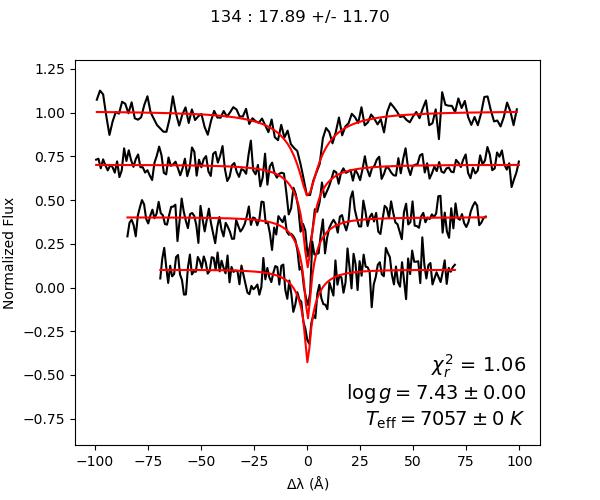 134 : 17.89 +/- 11.70
1.25
1.00
0.75
0.50
0.25
0.00
−0.25
−0.50
−0.75
Normalized Flux
χ²ᵣ = 1.06
log g = 7.43 ± 0.00
T_eff = 7057 ± 0 K
−100 −75 −50 −25 0 25 50 75 100
Δλ (Å)